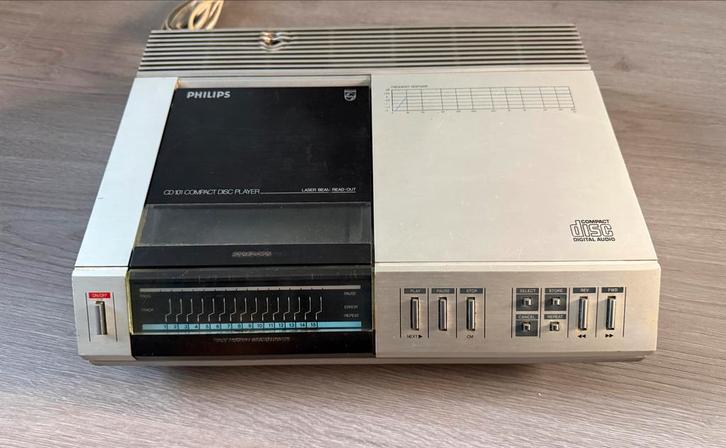 PHILIPS
FREQUENCY RESPONSE
CD 101 COMPACT DISC PLAYER
LASER BEAM READ-OUT
COMPACT
disc
DIGITAL AUDIO
ON/OFF
PAUSE
TRACK
ERROR
REPEAT
1 2 3 4 5 6 7 8 9 10 11 12 13 14 15
PLAY PAUSE STOP
NEXT CM
SELECT STORE REV FWD
CANCEL REPEAT